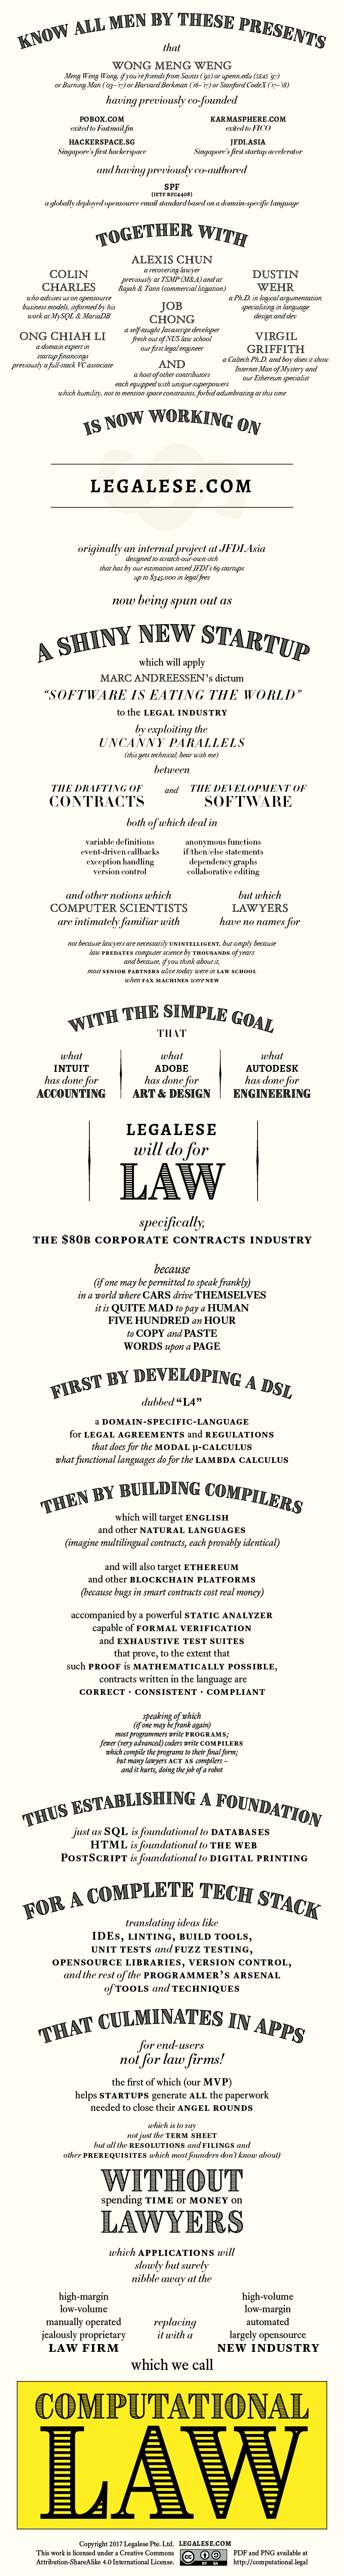 KNOW ALL MEN BY THESE PRESENTS
that
WONG MENG WENG
Meng Weng Wong, if you're friends from Saints ('92) or upenn.edu (SEAS '97)
or Burning Man ('03–'17) or Harvard Berkman ('16–'17) or Stanford CodeX ('17–'18)
having previously co-founded
POBOX.COM
exited to Fastmail.fm
KARMASPHERE.COM
exited to FICO
HACKERSPACE.SG
Singapore's first hackerspace
JFDI.ASIA
Singapore's first startup accelerator
and having previously co-authored
SPF
(IETF RFC4408)
a globally deployed opensource email standard based on a domain-specific language
TOGETHER WITH
COLIN
CHARLES
who advises us on opensource
business models, informed by his
work at MySQL & MariaDB
ONG CHIAH LI
a domain expert in
startup financings
previously a full-stack VC associate
ALEXIS CHUN
a recovering lawyer
previously at TSMP (M&A) and at
Rajah & Tann (commercial litigation)
JOB
CHONG
a self-taught Javascript developer
fresh out of NUS law school
our first legal engineer
DUSTIN
WEHR
a Ph.D. in logical argumentation
specialising in language
design and dev
VIRGIL
GRIFFITH
a Caltech Ph.D. and boy does it show
Internet Man of Mystery and
our Ethereum specialist
AND
a host of other contributors
each equipped with unique superpowers
which humility, not to mention space constraints, forbid adumbrating at this time
IS NOW WORKING ON
§
LEGALESE.COM
originally an internal project at JFDI.Asia
designed to scratch-our-own-itch
that has by our estimation saved JFDI's 69 startups
up to $345,000 in legal fees
now being spun out as
A SHINY NEW STARTUP
which will apply
MARC ANDREESSEN's dictum
“SOFTWARE IS EATING THE WORLD”
to the LEGAL INDUSTRY
by exploiting the
UNCANNY PARALLELS
(this gets technical; bear with me)
between
THE DRAFTING OF
CONTRACTS
and
THE DEVELOPMENT OF
SOFTWARE
both of which deal in
variable definitions
event-driven callbacks
exception handling
version control
anonymous functions
if/then/else statements
dependency graphs
collaborative editing
and other notions which
COMPUTER SCIENTISTS
are intimately familiar with
but which
LAWYERS
have no names for
not because lawyers are necessarily UNINTELLIGENT, but simply because
law PREDATES computer science by THOUSANDS of years
and because, if you think about it,
most SENIOR PARTNERS alive today were in LAW SCHOOL
when FAX MACHINES were NEW
WITH THE SIMPLE GOAL
THAT
what
INTUIT
has done for
ACCOUNTING
what
ADOBE
has done for
ART & DESIGN
what
AUTODESK
has done for
ENGINEERING
LEGALESE
will do for
LAW
specifically,
THE $80B CORPORATE CONTRACTS INDUSTRY
because
(if one may be permitted to speak frankly)
in a world where CARS drive THEMSELVES
it is QUITE MAD to pay a HUMAN
FIVE HUNDRED an HOUR
to COPY and PASTE
WORDS upon a PAGE
FIRST BY DEVELOPING A DSL
dubbed “L4”
a DOMAIN-SPECIFIC-LANGUAGE
for LEGAL AGREEMENTS and REGULATIONS
that does for the MODAL μ-CALCULUS
what functional languages do for the LAMBDA CALCULUS
THEN BY BUILDING COMPILERS
which will target ENGLISH
and other NATURAL LANGUAGES
(imagine multilingual contracts, each provably identical)
and will also target ETHEREUM
and other BLOCKCHAIN PLATFORMS
(because bugs in smart contracts cost real money)
accompanied by a powerful STATIC ANALYZER
capable of FORMAL VERIFICATION
and EXHAUSTIVE TEST SUITES
that prove, to the extent that
such PROOF is MATHEMATICALLY POSSIBLE,
contracts written in the language are
CORRECT · CONSISTENT · COMPLIANT
speaking of which
(if one may be frank again)
most programmers write PROGRAMS;
fewer (very advanced) coders write COMPILERS
which compile the programs to their final form;
but many lawyers ACT AS compilers –
and it hurts, doing the job of a robot
THUS ESTABLISHING A FOUNDATION
just as SQL is foundational to DATABASES
HTML is foundational to THE WEB
POSTSCRIPT is foundational to DIGITAL PRINTING
FOR A COMPLETE TECH STACK
translating ideas like
IDEs, LINTING, BUILD TOOLS,
UNIT TESTS and FUZZ TESTING,
OPENSOURCE LIBRARIES, VERSION CONTROL,
and the rest of the PROGRAMMER'S ARSENAL
of TOOLS and TECHNIQUES
THAT CULMINATES IN APPS
for end-users
not for law firms!
the first of which (our MVP)
helps STARTUPS generate ALL the paperwork
needed to close their ANGEL ROUNDS
which is to say
not just the TERM SHEET
but all the RESOLUTIONS and FILINGS and
other PREREQUISITES which most founders don't know about)
WITHOUT
spending TIME or MONEY on
LAWYERS
which APPLICATIONS will
slowly but surely
nibble away at the
high-margin
low-volume
manually operated
jealously proprietary
LAW FIRM
replacing
it with a
high-volume
low-margin
automated
largely opensource
NEW INDUSTRY
which we call
COMPUTATIONAL
LAW
Copyright 2017 Legalese Pte. Ltd. LEGALESE.COM
This work is licensed under a Creative Commons
Attribution-ShareAlike 4.0 International License.
cc BY SA
PDF and PNG available at
http://computational.legal